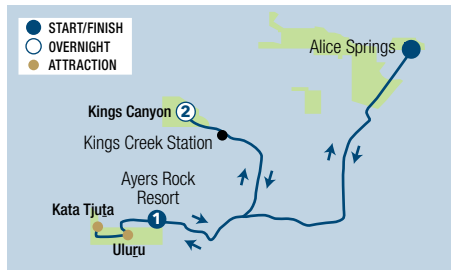 START/FINISH
OVERNIGHT
ATTRACTION
Alice Springs
Kings Canyon 2
Kings Creek Station
Ayers Rock
Resort
1
Kata Tjuṯa
Uluṟu